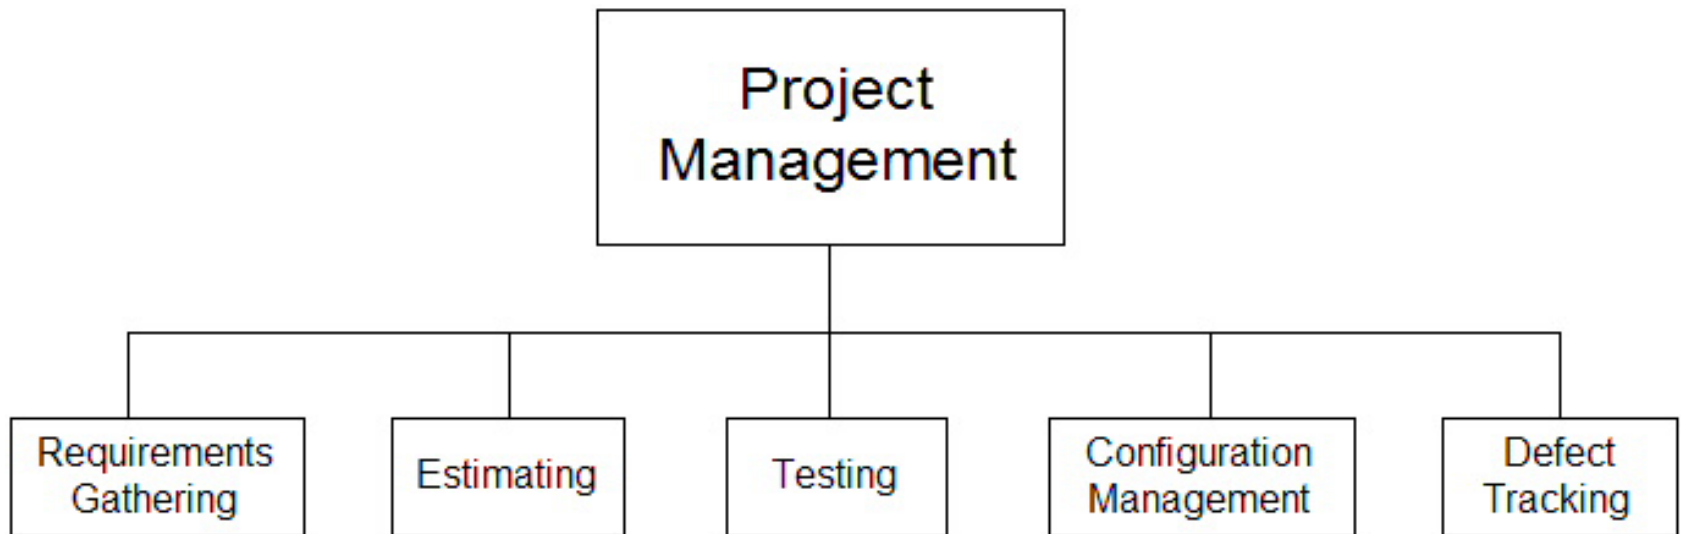 Project
Management
Requirements
Gathering
Estimating
Testing
Configuration
Management
Defect
Tracking